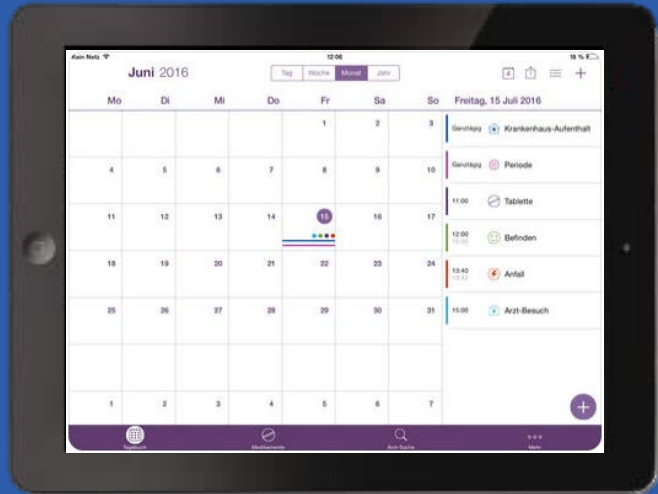 Kein Netz 12:06 18 %
Juni 2016
Tag Woche Monat Jahr
4
Mo Di Mi Do Fr Sa So
1 2 3
4 5 6 7 8 9 10
11 12 13 14 15 16 17
18 19 20 21 22 23 24
25 26 27 28 29 30 31
1 2 3 4 5 6 7
Freitag, 15 Juli 2016
Ganztägig Krankenhaus-Aufenthalt
Ganztägig Periode
11:00 Tablette
12:00 Befinden
13:40 Anfall
15:00 Arzt-Besuch
Tagebuch Medikamente Arzt-Suche Mehr